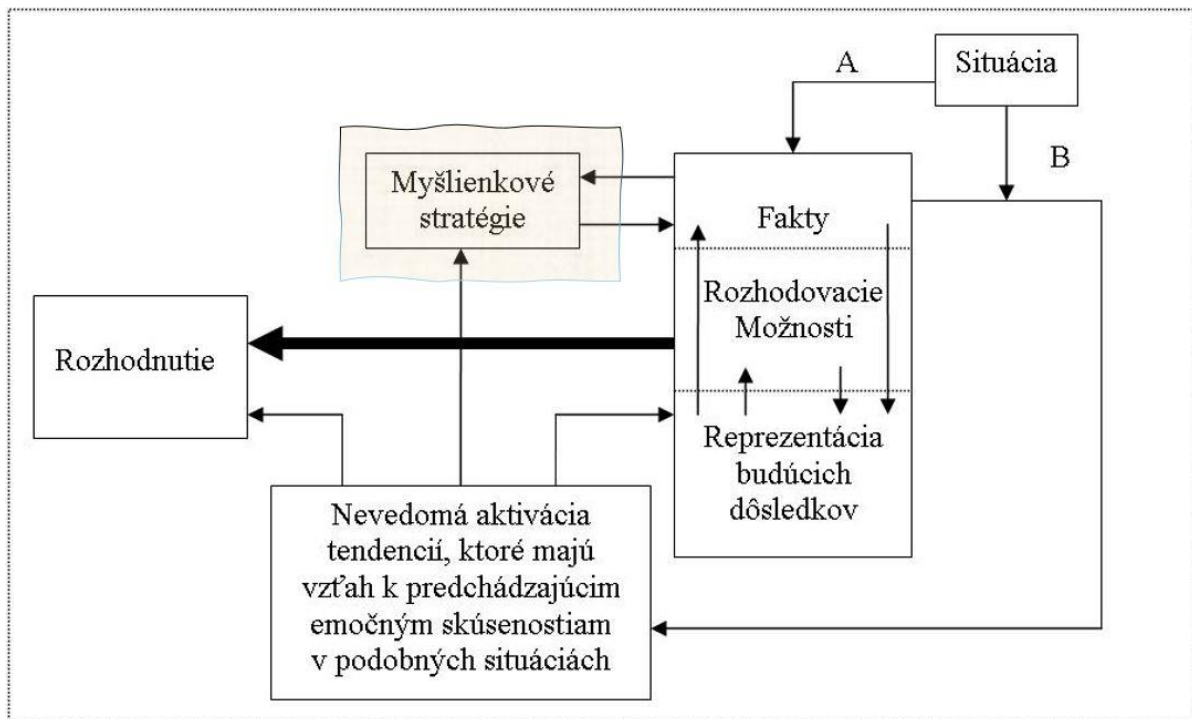 A
Situácia
B
Myšlienkové
stratégie
Fakty
Rozhodovacie
Možnosti
Rozhodnutie
Reprezentácia
budúcich
dôsledkov
Nevedomá aktivácia
tendencií, ktoré majú
vzťah k predchádzajúcim
emočným skúsenostiam
v podobných situáciách